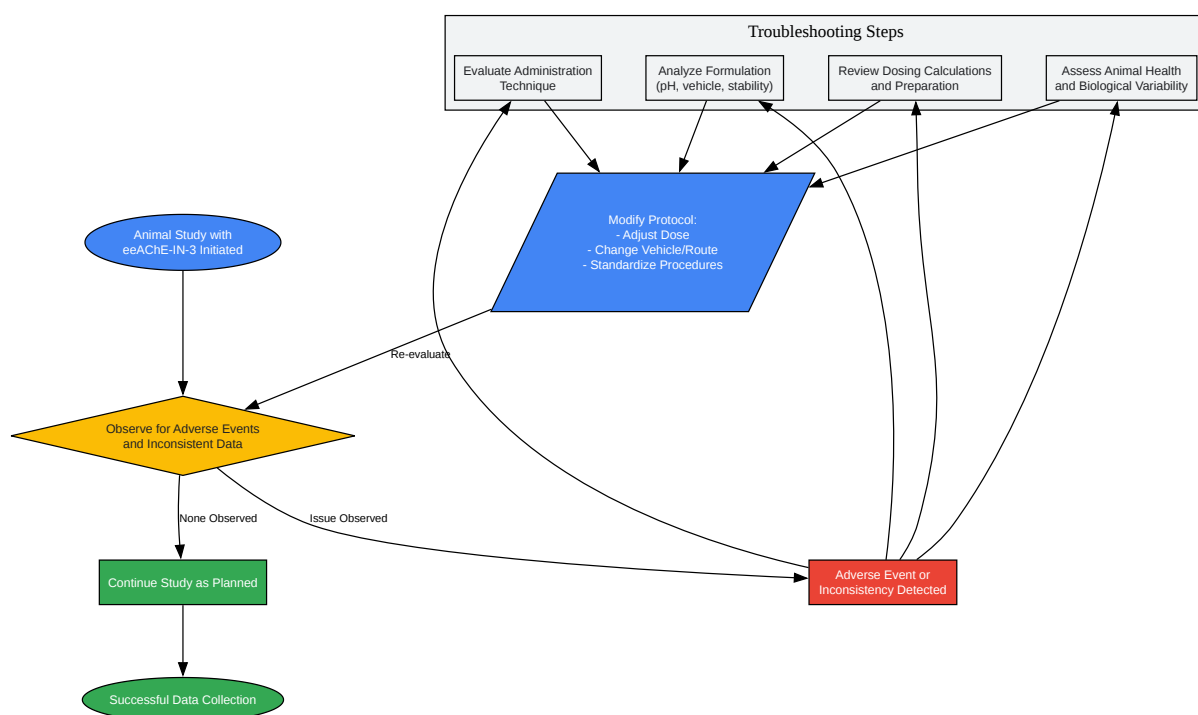 Troubleshooting Steps
Evaluate Administration
Technique
Analyze Formulation
(pH, vehicle, stability)
Review Dosing Calculations
and Preparation
Assess Animal Health
and Biological Variability
Modify Protocol:
- Adjust Dose
- Change Vehicle/Route
- Standardize Procedures
Animal Study with
eeAChE-IN-3 Initiated
Re-evaluate
Observe for Adverse Events
and Inconsistent Data
None Observed
Issue Observed
Continue Study as Planned
Adverse Event or
Inconsistency Detected
Successful Data Collection